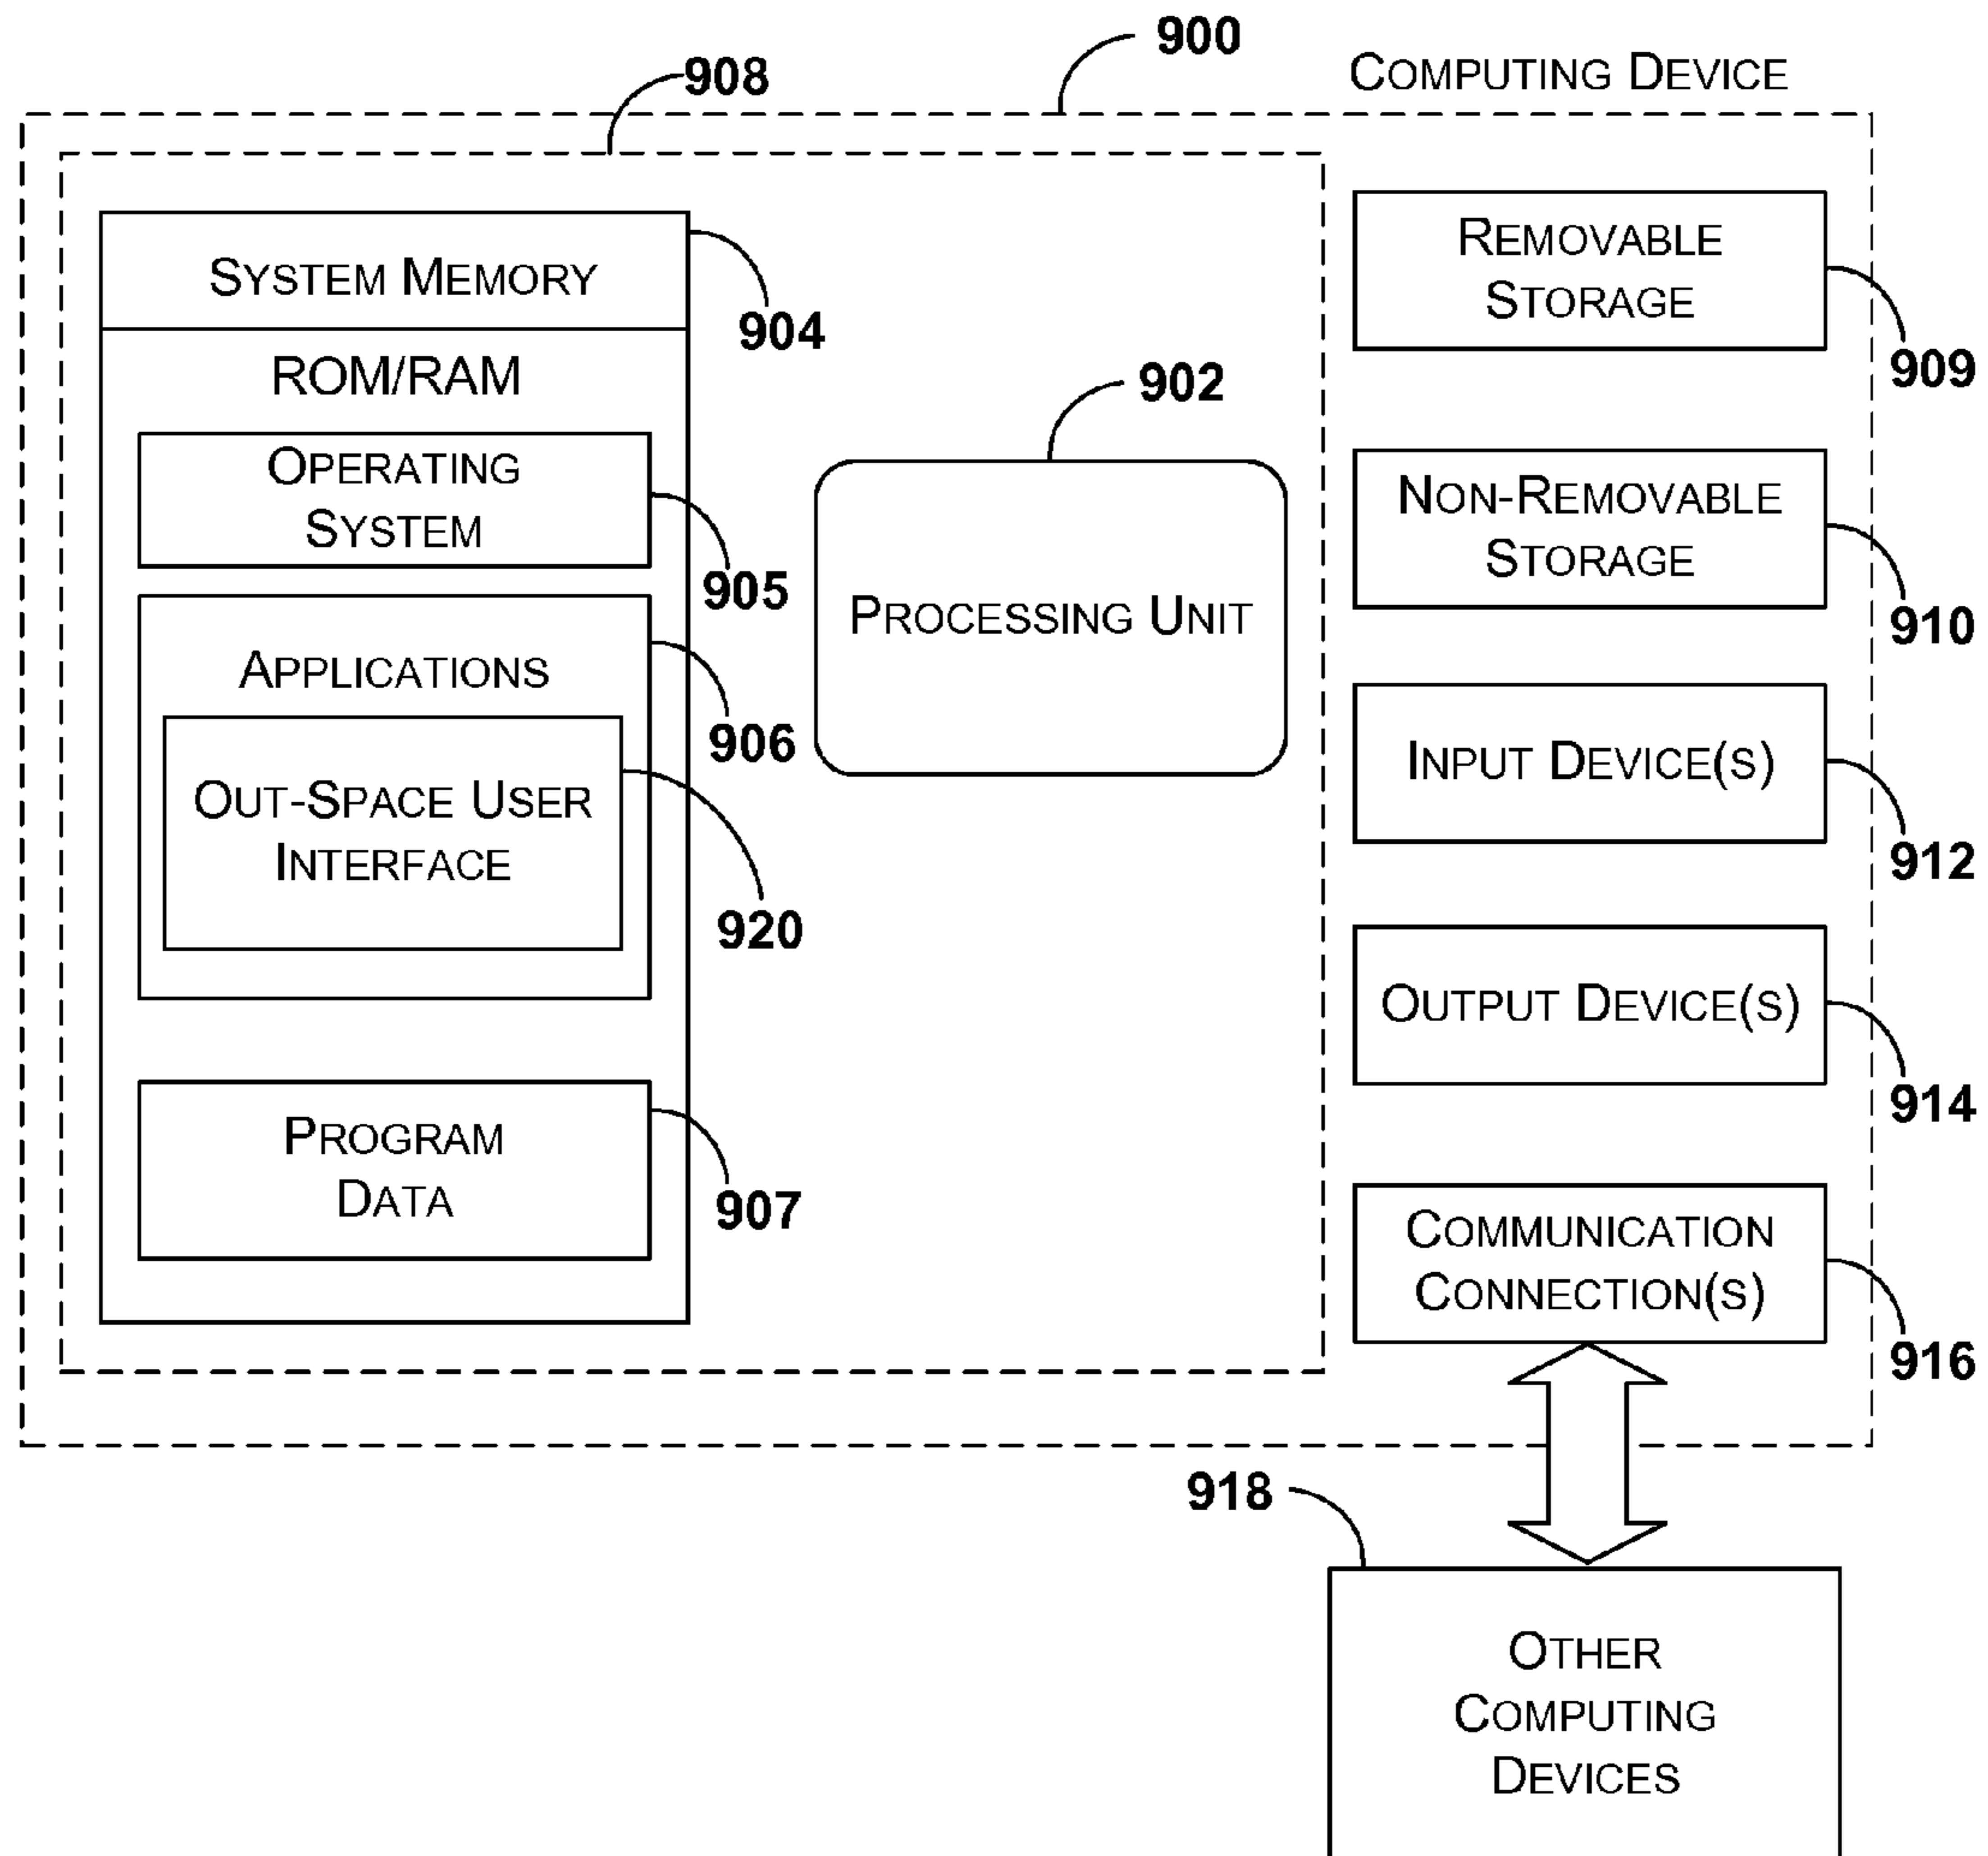 900
COMPUTING DEVICE
908
SYSTEM MEMORY
904
ROM/RAM
OPERATING
SYSTEM
905
APPLICATIONS
906
OUT-SPACE USER
INTERFACE
920
PROGRAM
DATA
907
902
PROCESSING UNIT
REMOVABLE
STORAGE
909
NON-REMOVABLE
STORAGE
910
INPUT DEVICE(S)
912
OUTPUT DEVICE(S)
914
COMMUNICATION
CONNECTION(S)
916
918
OTHER
COMPUTING
DEVICES